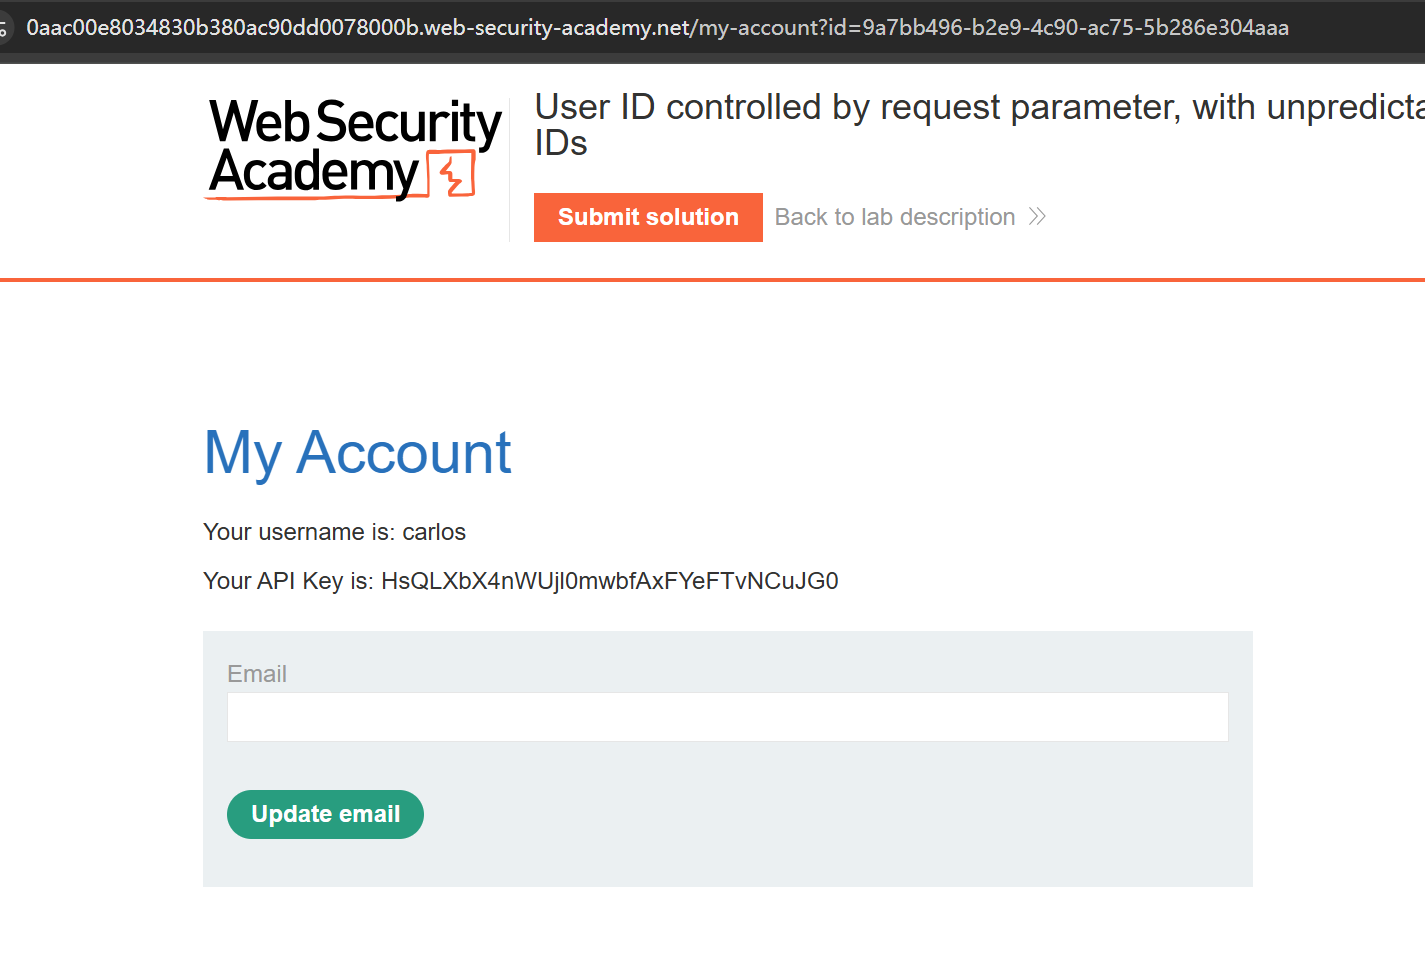 0aac00e8034830b380ac90dd0078000b.web-security-academy.net/my-account?id=9a7bb496-b2e9-4c90-ac75-5b286e304aaa
Web Security
Academy
User ID controlled by request parameter, with unpredicta
IDs
Submit solution
Back to lab description
My Account
Your username is: carlos
Your API Key is: HsQLXbX4nWUjl0mwbfAxFYeFTvNCuJG0
Email
Update email